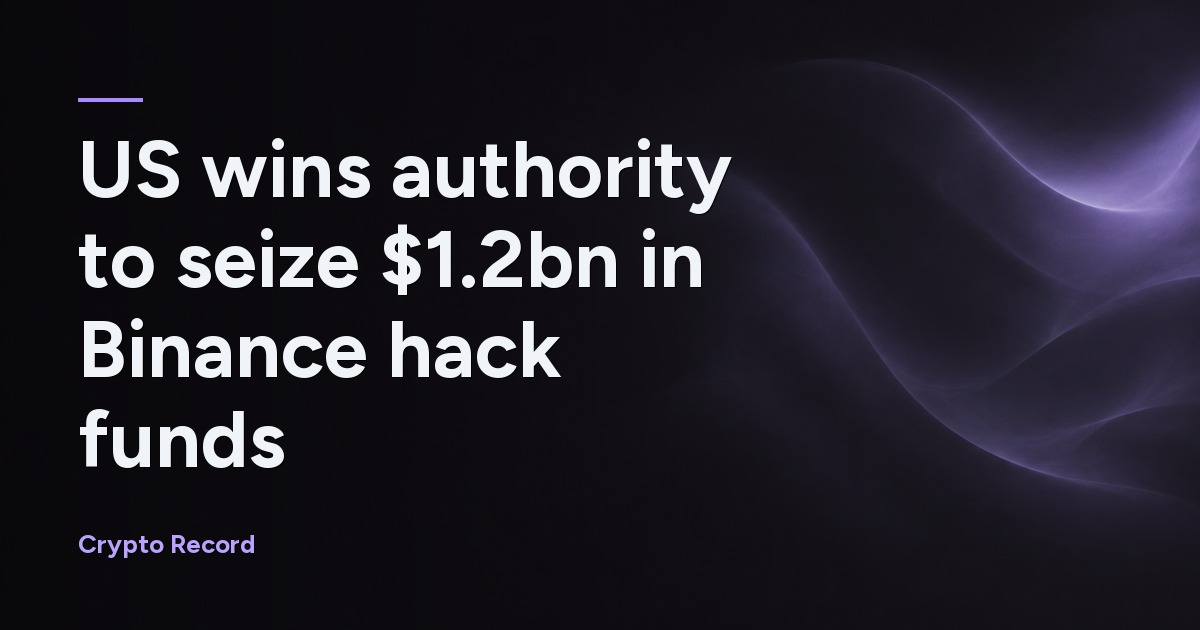 US wins authority
to seize $1.2bn in
Binance hack
funds
Crypto Record